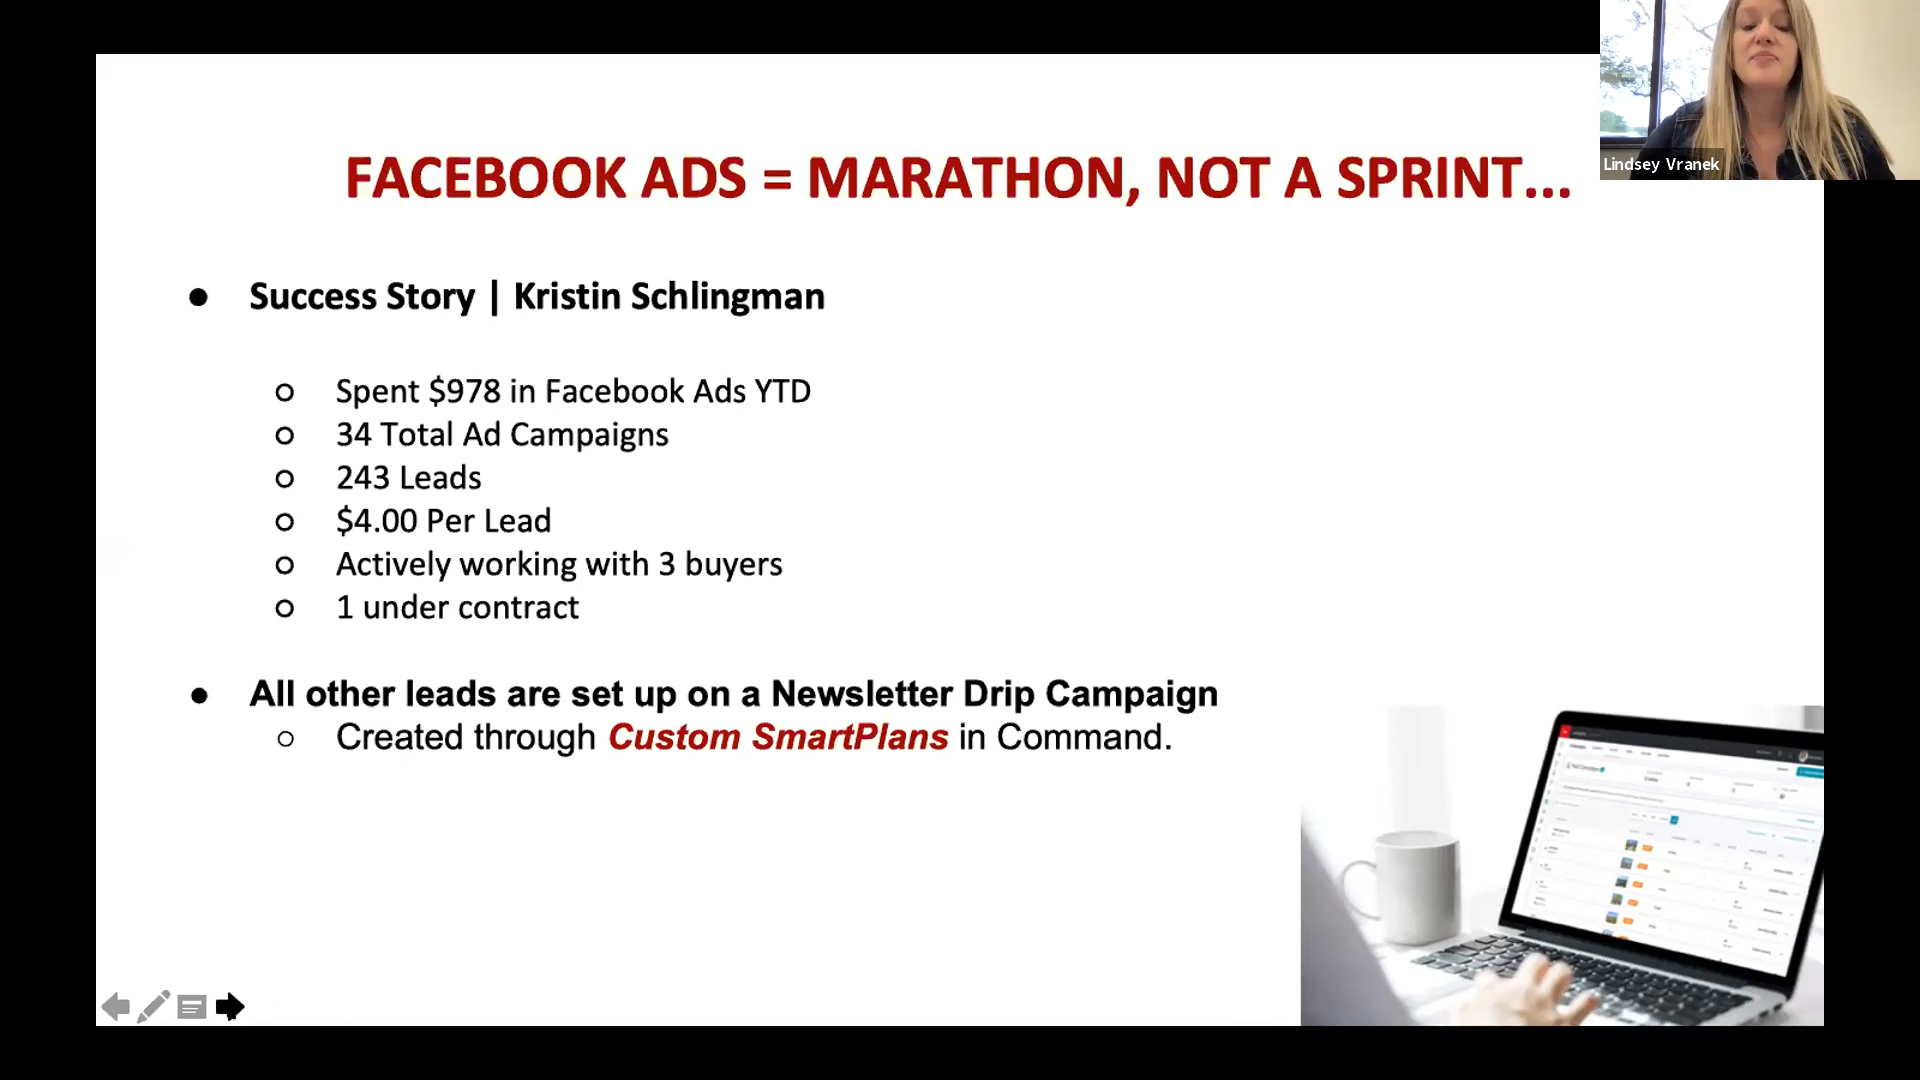 FACEBOOK ADS = MARATHON, NOT A SPRINT...
Lindsey Vranek
● Success Story | Kristin Schlingman
○ Spent $978 in Facebook Ads YTD
○ 34 Total Ad Campaigns
○ 243 Leads
○ $4.00 Per Lead
○ Actively working with 3 buyers
○ 1 under contract
● All other leads are set up on a Newsletter Drip Campaign
○ Created through Custom SmartPlans in Command.